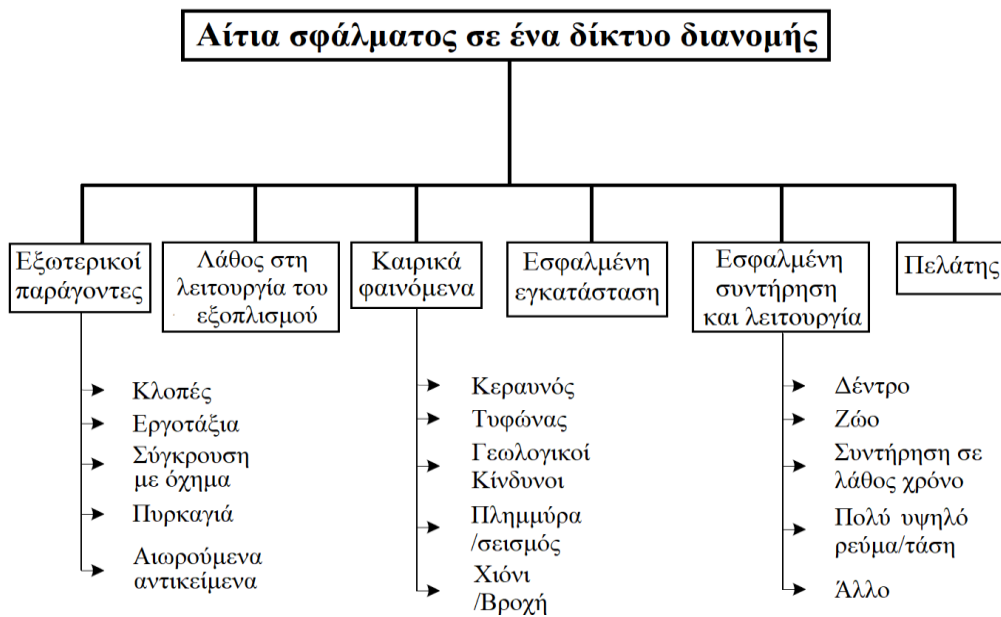 Αίτια σφάλματος σε ένα δίκτυο διανομής
Εξωτερικοί
παράγοντες
Κλοπές
Εργοτάξια
Σύγκρουση
με όχημα
Πυρκαγιά
Αιωρούμενα
αντικείμενα
Λάθος στη
λειτουργία του
εξοπλισμού
Καιρικά
φαινόμενα
Κεραυνός
Τυφώνας
Γεωλογικοί
Κίνδυνοι
Πλημμύρα
/σεισμός
Χιόνι
/Βροχή
Εσφαλμένη
εγκατάσταση
Εσφαλμένη
συντήρηση
και λειτουργία
Δέντρο
Ζώο
Συντήρηση σε
λάθος χρόνο
Πολύ υψηλό
ρεύμα/τάση
Άλλο
Πελάτης